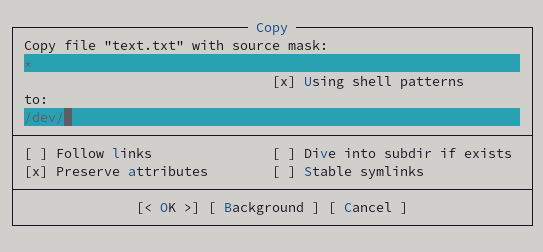 Copy
Copy file "text.txt" with source mask:
*
[x] Using shell patterns
to:
/dev/
[ ] Follow links [ ] Dive into subdir if exists
[x] Preserve attributes [ ] Stable symlinks
[< OK >] [ Background ] [ Cancel ]